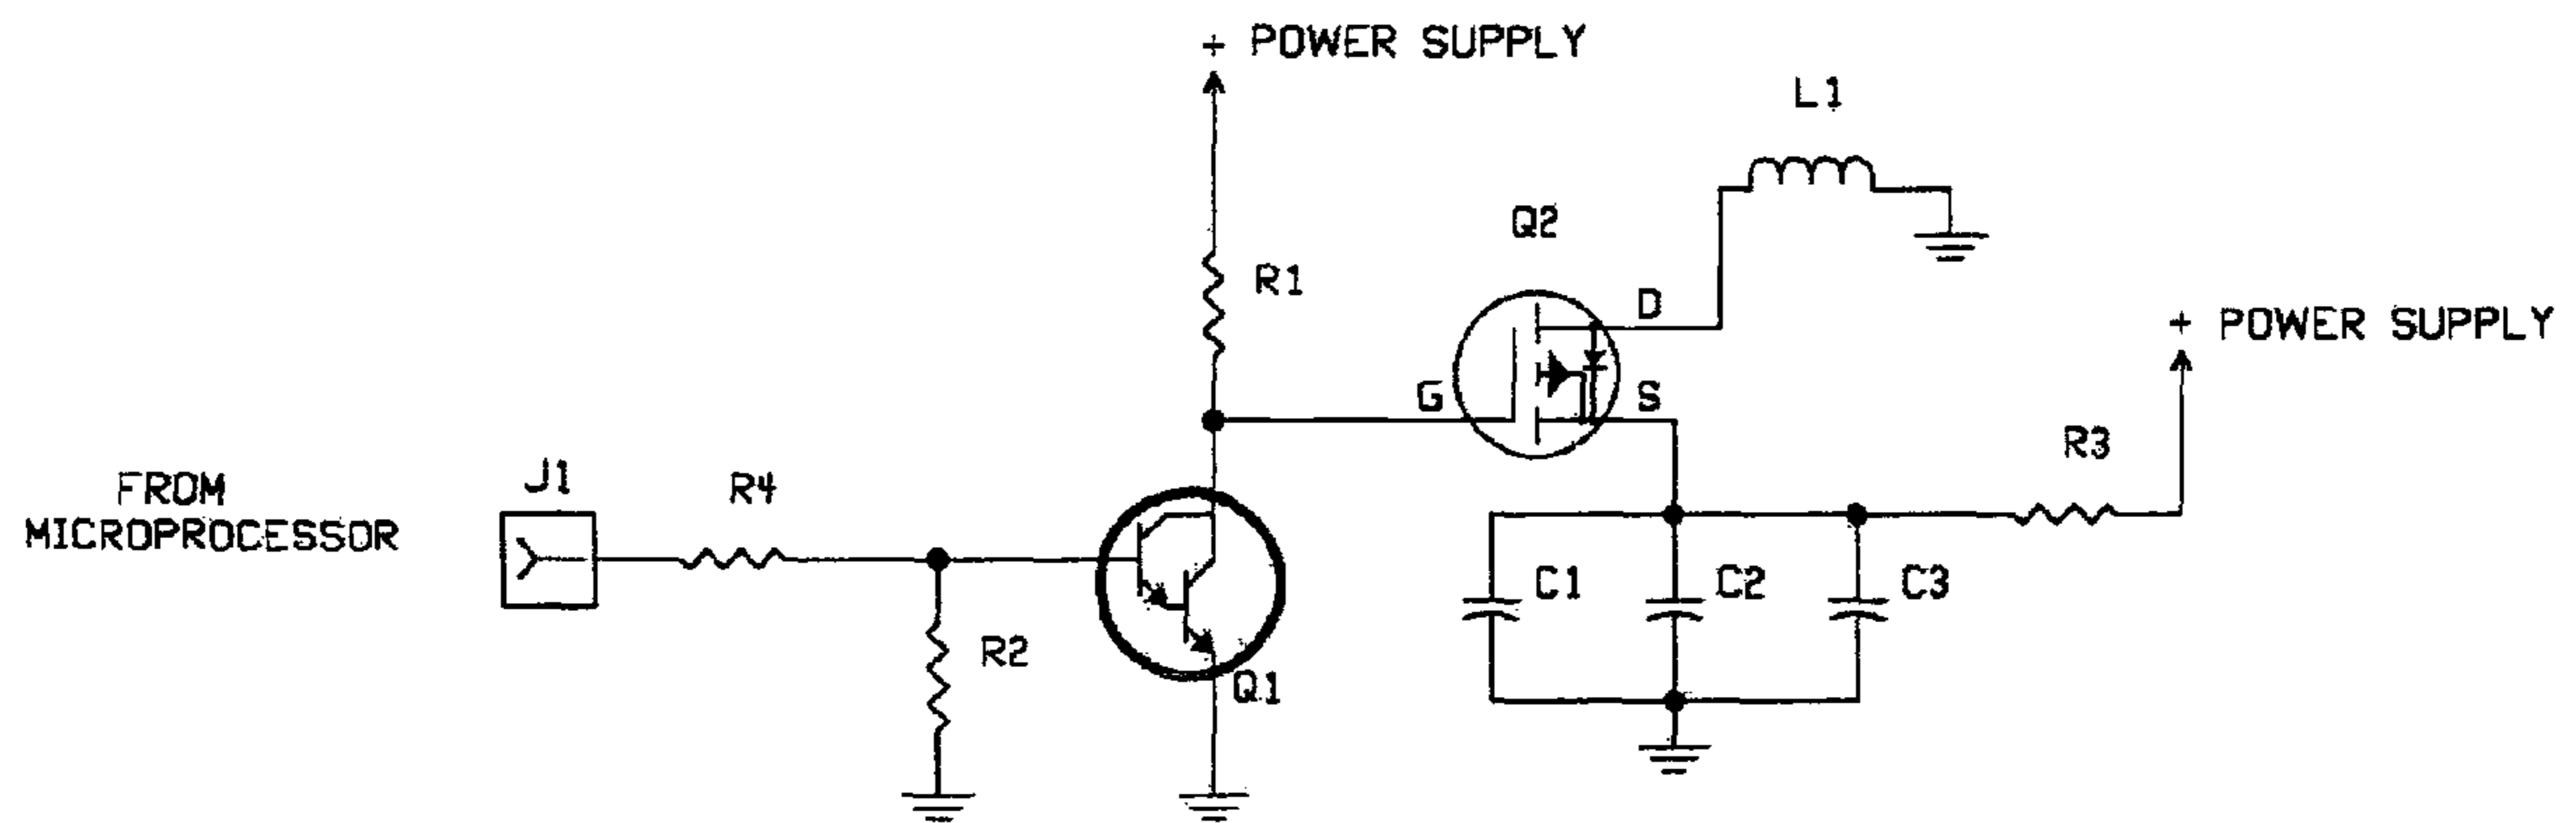 + POWER SUPPLY
L1
Q2
R1
D
+ POWER SUPPLY
G
S
R3
FROM
MICROPROCESSOR
J1
R4
C1
C2
C3
R2
Q1